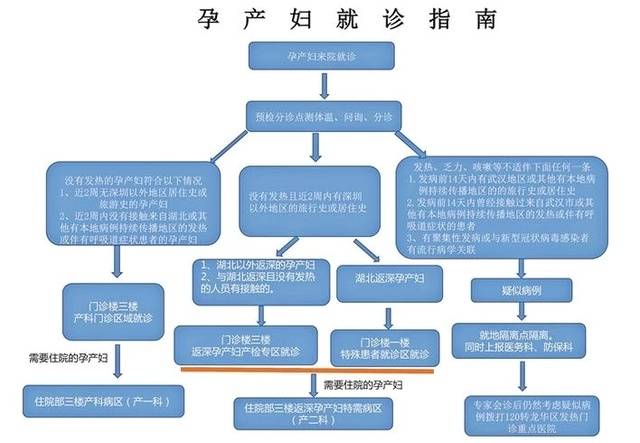 孕产妇就诊指南
孕产妇来院就诊
预检分诊点测体温、问询、分诊
没有发热的孕产妇符合以下情况
1、近2周无深圳以外地区居住史或
旅游史的孕产妇
2、近2周内没有接触来自湖北或其
他有本地病例持续传播地区的发热
或伴有呼吸道症状患者的孕产妇
没有发热且近2周内有深圳
以外地区的旅行史或居住史
发热、乏力、咳嗽等不适伴下面任何一条
1.发病前14天内有武汉地区或其他有本地病
例持续传播地区的的旅行史或居住史
2.发病前14天内曾经接触过来自武汉市或其
他有本地病例持续传播地区的发热或伴有呼
吸道症状的患者
3、有聚集性发病或与新型冠状病毒感染者
有流行病学关联
1、湖北以外返深的孕产妇
2、与湖北返深且没有发热
的人员有接触的。
湖北返深孕产妇
疑似病例
门诊楼三楼
产科门诊区域就诊
门诊楼三楼
返深孕产妇产检专区就诊
门诊楼一楼
特殊患者就诊区就诊
就地隔离点隔离。
同时上报医务科、防保科
需要住院的孕产妇
需要住院的孕产妇
住院部三楼产科病区（产一科）
住院部三楼返深孕产妇特需病区
（产二科）
专家会诊后仍然考虑疑似病
例拨打120转龙华区发热门
诊重点医院